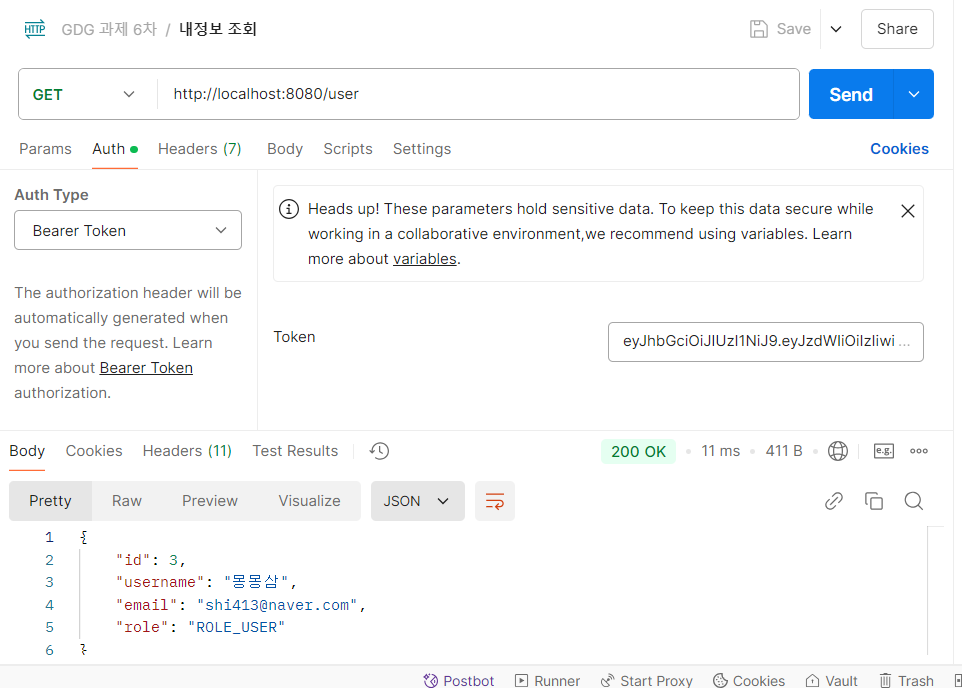 HTTP GDG 과제 6차 / 내정보 조회 Save Share
GET http://localhost:8080/user Send
Params Auth Headers (7) Body Scripts Settings Cookies
Auth Type
Bearer Token
The authorization header will be
automatically generated when
you send the request. Learn
more about Bearer Token
authorization.
Heads up! These parameters hold sensitive data. To keep this data secure while
working in a collaborative environment,we recommend using variables. Learn
more about variables.
Token eyJhbGciOiJIUzI1NiJ9.eyJzdWIiOiIzIiwi ...
Body Cookies Headers (11) Test Results 200 OK 11 ms 411 B e.g.
Pretty Raw Preview Visualize JSON
1 {
2 "id": 3,
3 "username": "몽몽삼",
4 "email": "shi413@naver.com",
5 "role": "ROLE_USER"
6 }
Postbot Runner Start Proxy Cookies Vault Trash